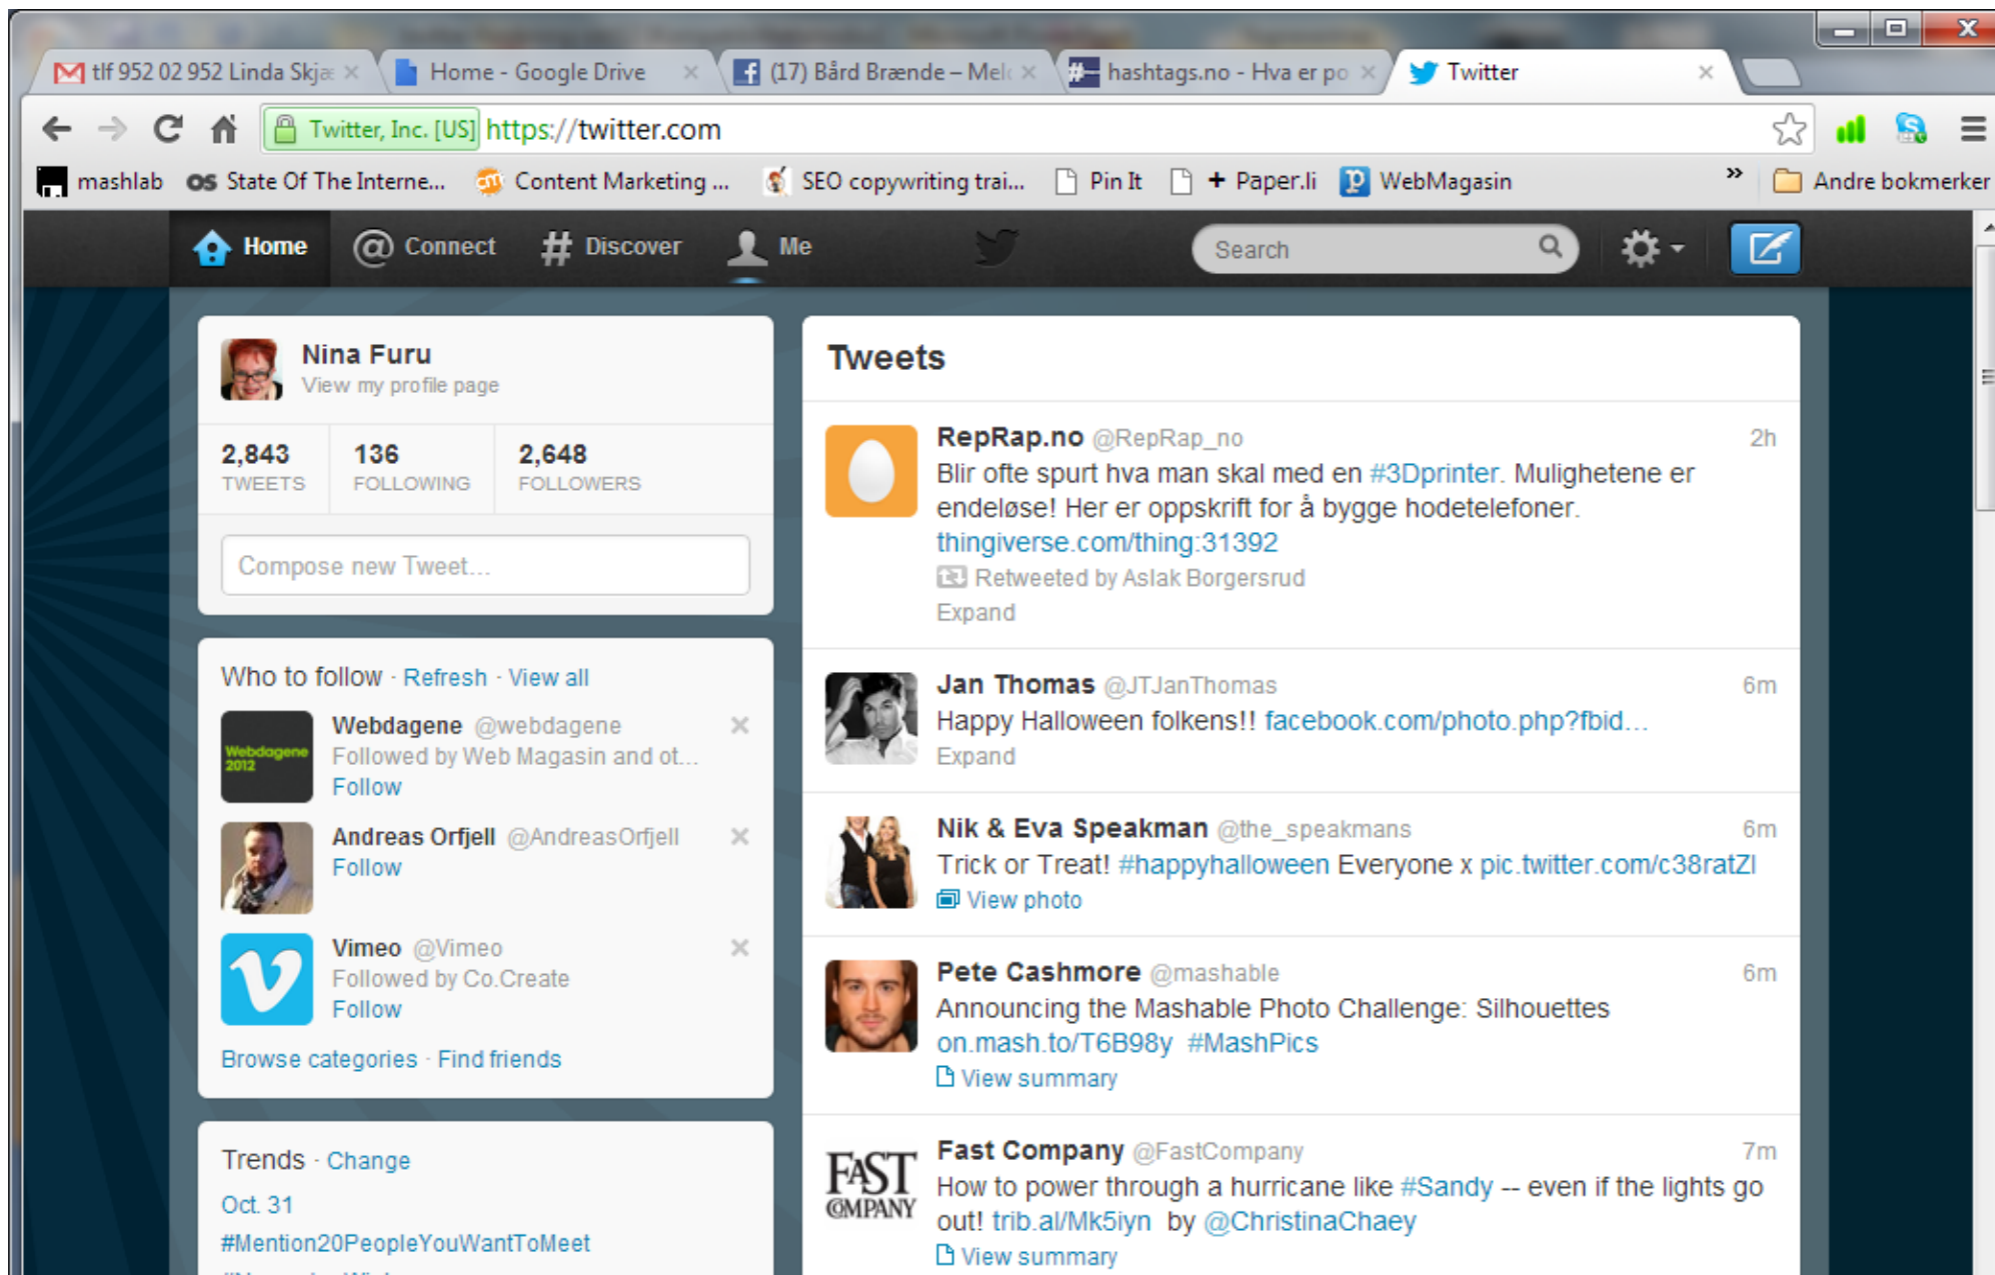 tlf 952 02 952 Linda Skjæ
Home - Google Drive
(17) Bård Brænde – Mel
hashtags.no - Hva er po
Twitter
Twitter, Inc. [US] https://twitter.com
mashlab
State Of The Interne...
Content Marketing ...
SEO copywriting trai...
Pin It
+ Paper.li
WebMagasin
»
Andre bokmerker
Home
Connect
Discover
Me
Search
Nina Furu
View my profile page
2,843 136 2,648
TWEETS FOLLOWING FOLLOWERS
Compose new Tweet...
Who to follow · Refresh · View all
Webdagene 2012
Webdagene @webdagene
Followed by Web Magasin and ot...
Follow
Andreas Orfjell @AndreasOrfjell
Follow
Vimeo @Vimeo
Followed by Co.Create
Follow
Browse categories · Find friends
Trends · Change
Oct. 31
#Mention20PeopleYouWantToMeet
Tweets
RepRap.no @RepRap_no 2h
Blir ofte spurt hva man skal med en #3Dprinter. Mulighetene er
endeløse! Her er oppskrift for å bygge hodetelefoner.
thingiverse.com/thing:31392
Retweeted by Aslak Borgersrud
Expand
Jan Thomas @JTJanThomas 6m
Happy Halloween folkens!! facebook.com/photo.php?fbid...
Expand
Nik & Eva Speakman @the_speakmans 6m
Trick or Treat! #happyhalloween Everyone x pic.twitter.com/c38ratZl
View photo
Pete Cashmore @mashable 6m
Announcing the Mashable Photo Challenge: Silhouettes
on.mash.to/T6B98y #MashPics
View summary
FAST COMPANY
Fast Company @FastCompany 7m
How to power through a hurricane like #Sandy -- even if the lights go
out! trib.al/Mk5iyn by @ChristinaChaey
View summary